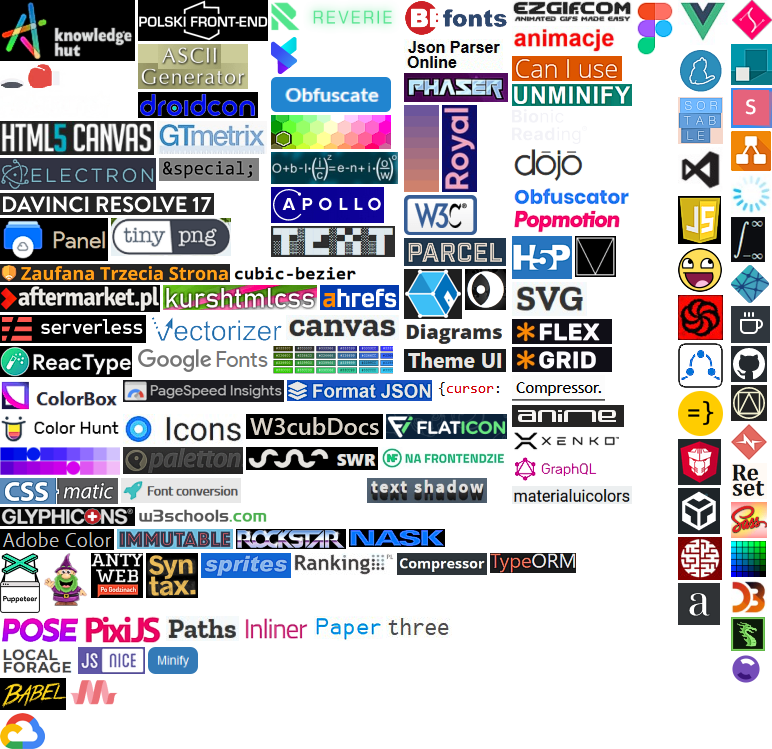 knowledge
hut
POLSKI FRONT-END
REVERIE
BE fonts
EZGIFCOM
ANIMATED GIFS MADE EASY
animacje
Json Parser
Online
ASCII
Generator
Can I use
Obfuscate
PHASER
UNMINIFY
droidcon
Bionic
Reading
SOR
TAB
LE
S
HTML5 CANVAS
GTmetrix
Royal
dojo
ELECTRON
&special;
O+b-l(i/c)z=e-n+i(o/w)o
DAVINCI RESOLVE 17
APOLLO
W3C
Obfuscator
Popmotion
JS
Panel
tiny png
TEXT
PARCEL
H5P
Zaufana Trzecia Strona
cubic-bezier
aftermarket.pl
kurshtmlcss
ahrefs
SVG
serverless
Vectorizer
canvas
Diagrams
FLEX
ReacType
Google Fonts
Theme UI
GRID
ColorBox
PageSpeed Insights
Format JSON
{cursor:
Compressor.
Color Hunt
Icons
W3cubDocs
FLATICON
anime
={}
paletton
SWR
NF NA FRONTENDZIE
XENKO
GraphQL
CSS matic
Font conversion
text shadow
materialuicolors
Re
set
GLYPHICONS
w3schools.com
Sass
Adobe Color
IMMUTABLE
ROCKSTAR
NASK
Puppeteer
ANTY
WEB
Po Godzinach
Syn
tax.
sprites
Ranking PL
Compressor
TypeORM
a
POSE
PixiJS
Paths
Inliner
Paper
three
LOCAL
FORAGE
JS NICE
Minify
BABEL